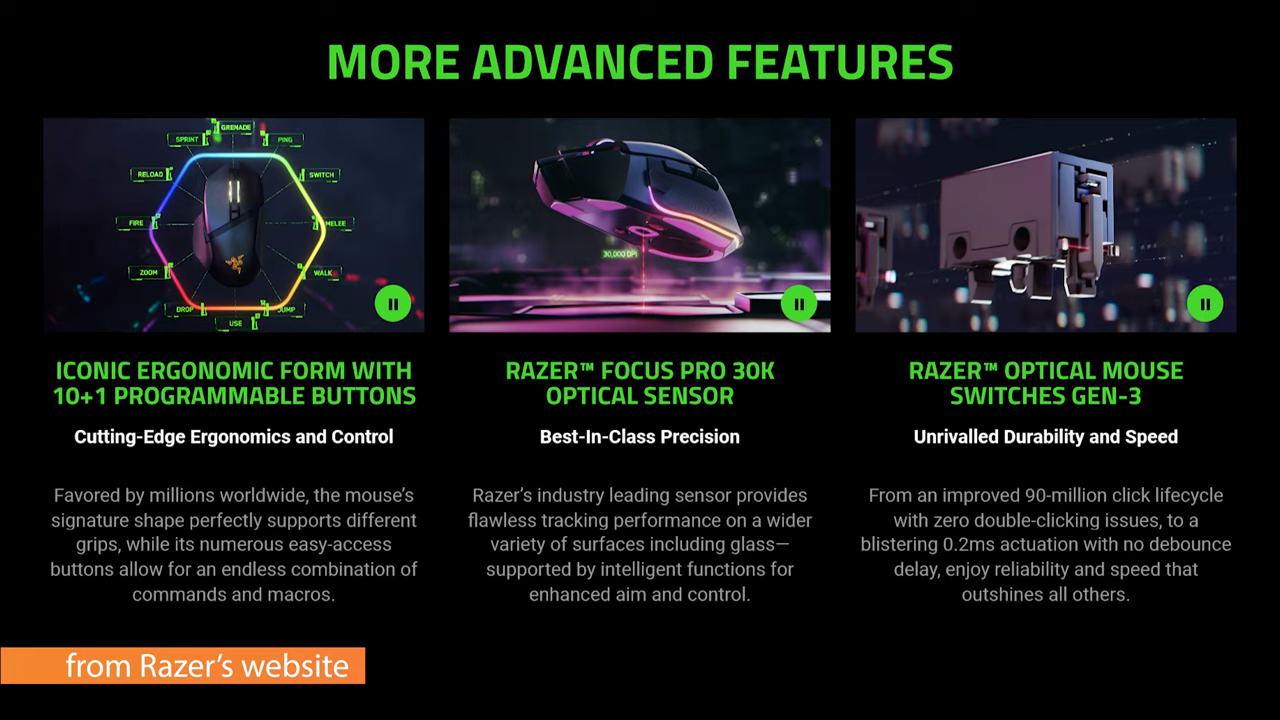 MORE ADVANCED FEATURES
GRENADE
SPRINT
PING
RELOAD
SWITCH
FIRE
MELEE
ZOOM
WALK
DROP
JUMP
USE
30,000 DPI
ICONIC ERGONOMIC FORM WITH
10+1 PROGRAMMABLE BUTTONS
Cutting-Edge Ergonomics and Control
Favored by millions worldwide, the mouse’s
signature shape perfectly supports different
grips, while its numerous easy-access
buttons allow for an endless combination of
commands and macros.
RAZER™ FOCUS PRO 30K
OPTICAL SENSOR
Best-In-Class Precision
Razer’s industry leading sensor provides
flawless tracking performance on a wider
variety of surfaces including glass—
supported by intelligent functions for
enhanced aim and control.
RAZER™ OPTICAL MOUSE
SWITCHES GEN-3
Unrivalled Durability and Speed
From an improved 90-million click lifecycle
with zero double-clicking issues, to a
blistering 0.2ms actuation with no debounce
delay, enjoy reliability and speed that
outshines all others.
from Razer’s website